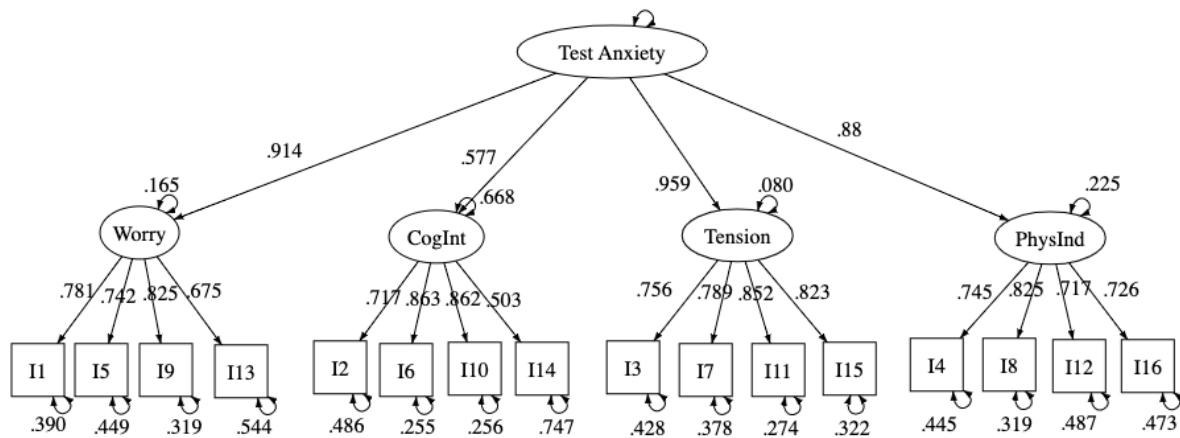 Test Anxiety
.914
.577
.959
.88
.165
.668
.080
.225
Worry
CogInt
Tension
PhysInd
.781 .742 .825 .675
.717 .863 .862 .503
.756 .789 .852 .823
.745 .825 .717 .726
I1 I5 I9 I13
I2 I6 I10 I14
I3 I7 I11 I15
I4 I8 I12 I16
.390 .449 .319 .544
.486 .255 .256 .747
.428 .378 .274 .322
.445 .319 .487 .473